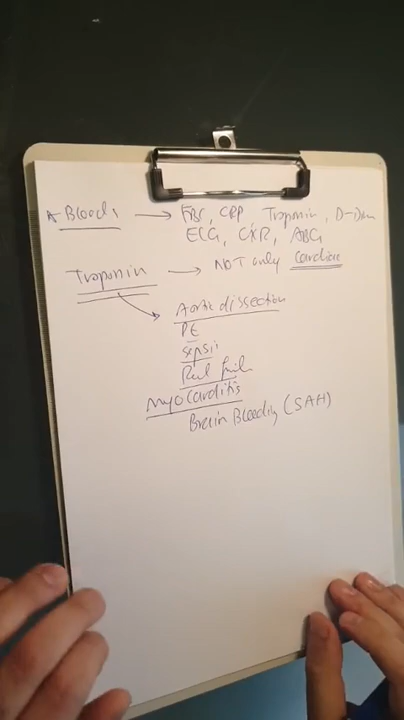 * Bloods → FBC, CRP, Troponin, D-Dim
ECG, CXR, ABG
Troponin → NOT only cardiac
Aortic dissection
PE
sepsis
Renal fail
Myocarditis
Brain Bleeding (SAH)